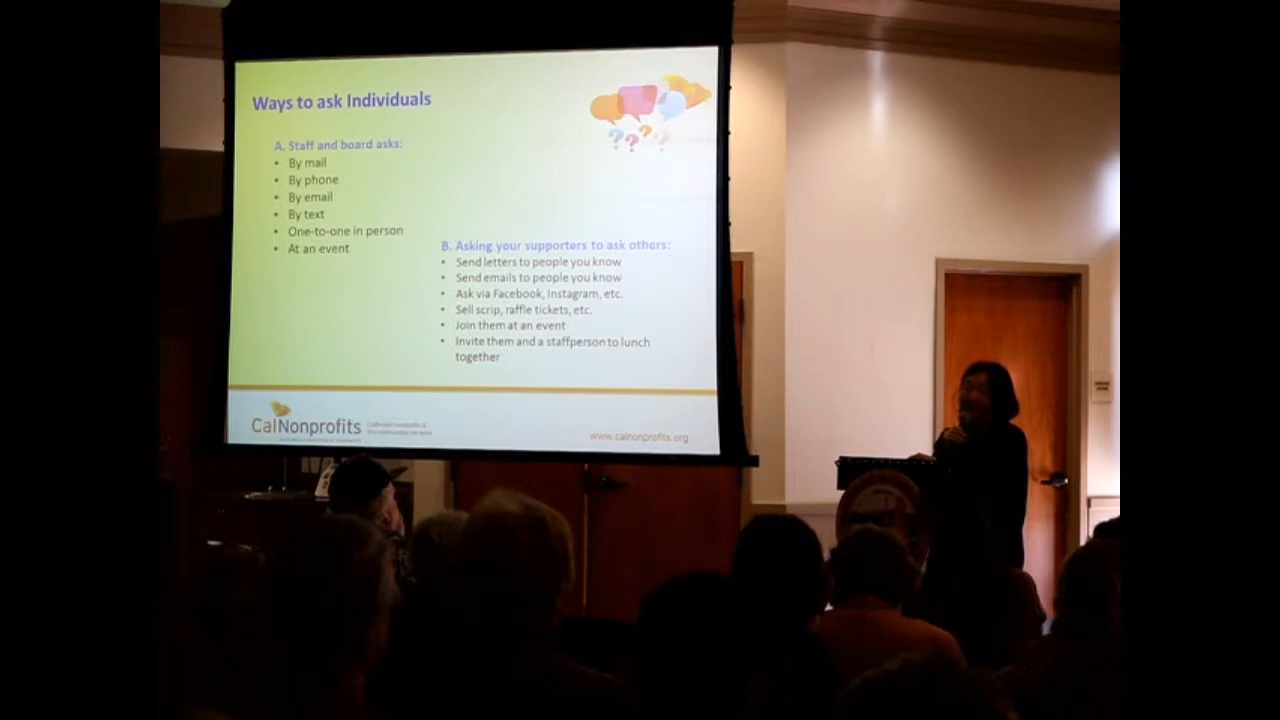 Ways to ask Individuals
A. Staff and board asks:
• By mail
• By phone
• By email
• By text
• One-to-one in person
• At an event
B. Asking your supporters to ask others:
• Send letters to people you know
• Send emails to people you know
• Ask via Facebook, Instagram, etc.
• Sell scrip, raffle tickets, etc.
• Join them at an event
• Invite them and a staffperson to lunch
together
CalNonprofits
www.calnonprofits.org